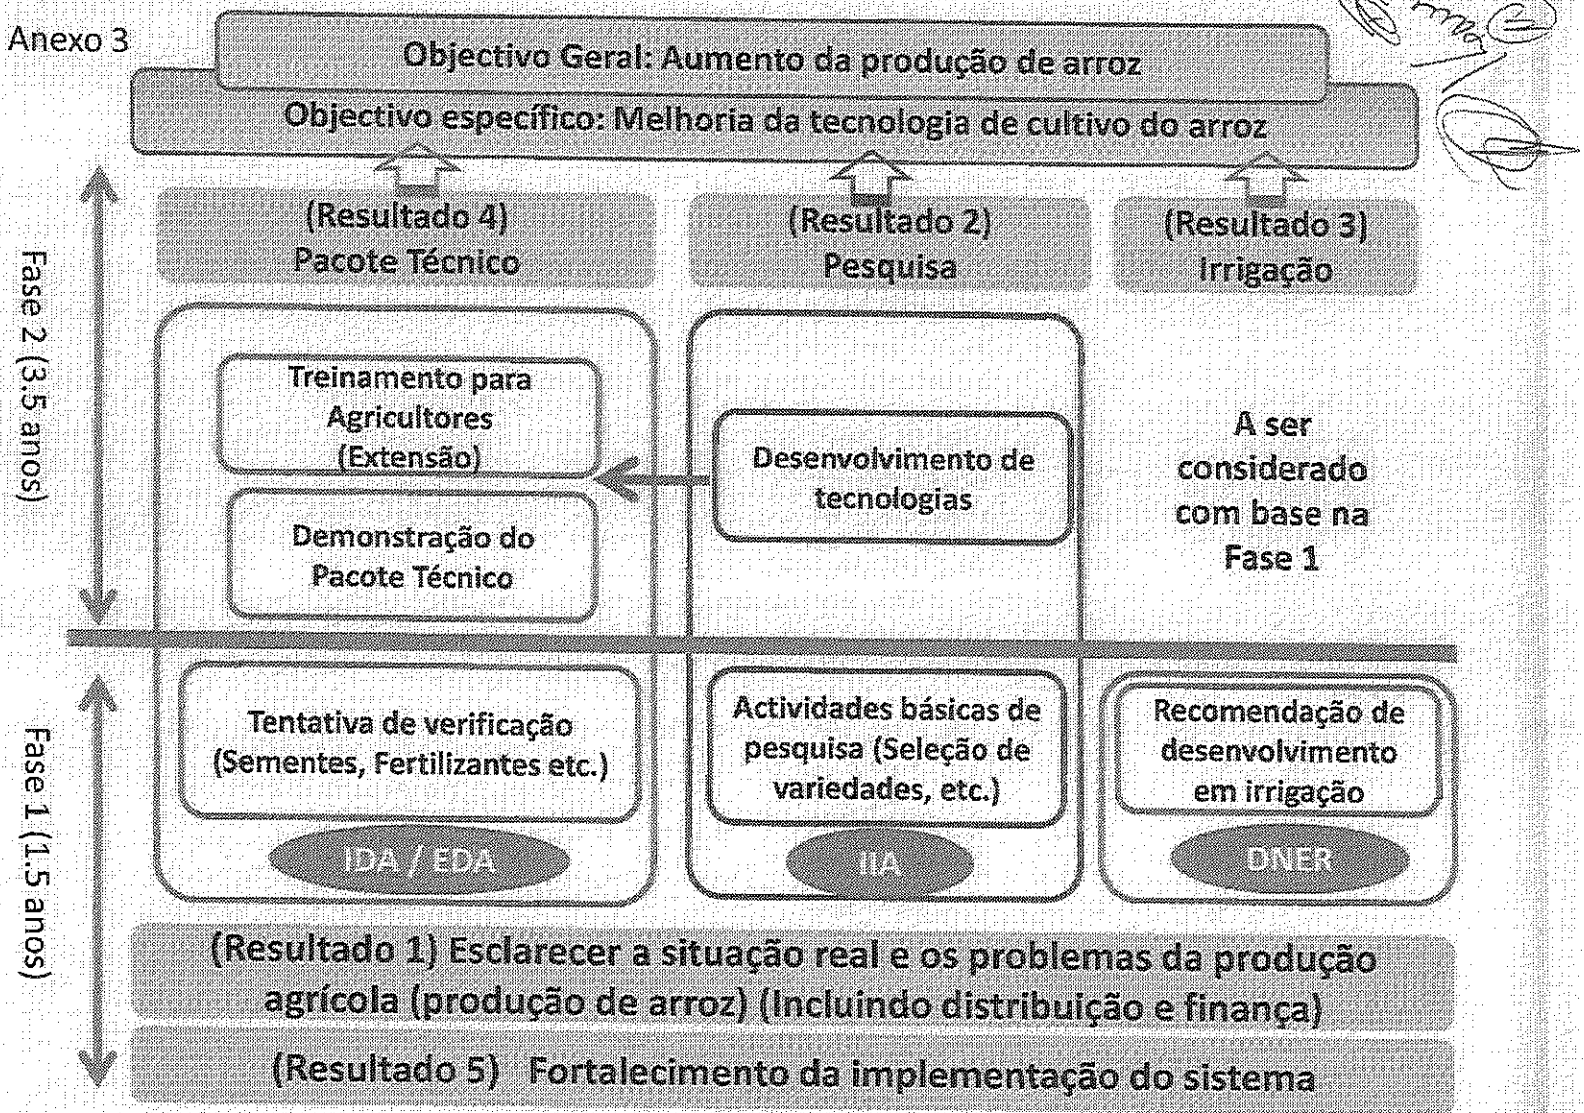 Anexo 3
Objectivo Geral: Aumento da produção de arroz
Objectivo específico: Melhoria da tecnologia de cultivo do arroz
Fase 2 (3.5 anos)
(Resultado 4)
Pacote Técnico
(Resultado 2)
Pesquisa
(Resultado 3)
Irrigação
Treinamento para
Agricultores
(Extensão)
Demonstração do
Pacote Técnico
Desenvolvimento de
tecnologias
A ser
considerado
com base na
Fase 1
Fase 1 (1.5 anos)
Tentativa de verificação
(Sementes, Fertilizantes etc.)
IDA / EDA
Actividades básicas de
pesquisa (Seleção de
variedades, etc.)
IIA
Recomendação de
desenvolvimento
em irrigação
DNER
(Resultado 1) Esclarecer a situação real e os problemas da produção
agrícola (produção de arroz) (Incluindo distribuição e finança)
(Resultado 5) Fortalecimento da implementação do sistema